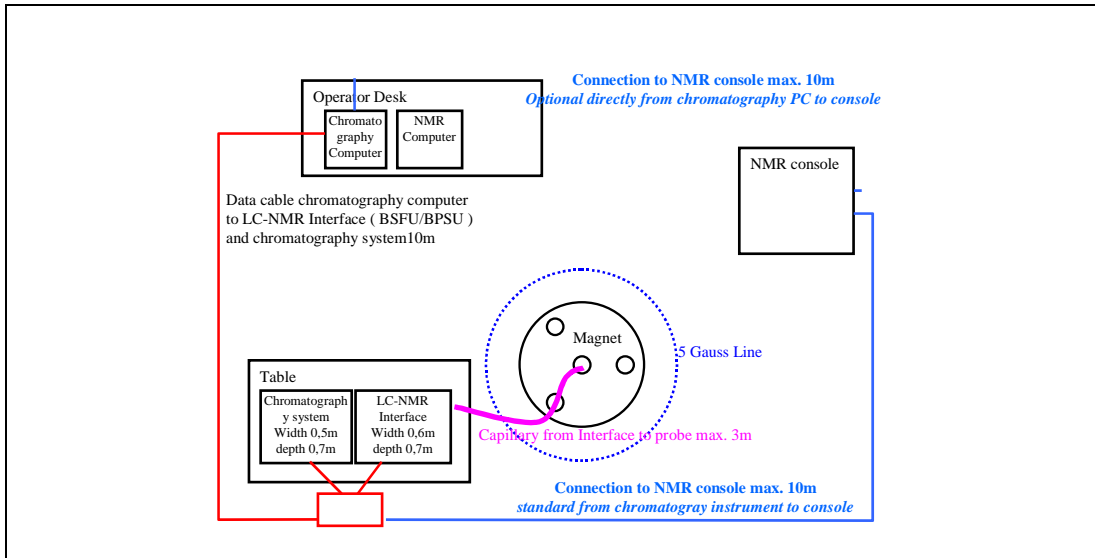 Connection to NMR console max. 10m
Optional directly from chromatography PC to console
Operator Desk
Chromato
graphy
Computer
NMR
Computer
NMR console
Data cable chromatography computer
to LC-NMR Interface ( BSFU/BPSU )
and chromatography system10m
Magnet
5 Gauss Line
Table
Chromatograph
y system
Width 0,5m
depth 0,7m
LC-NMR
Interface
Width 0,6m
depth 0,7m
Capillary from Interface to probe max. 3m
Connection to NMR console max. 10m
standard from chromatogray instrument to console